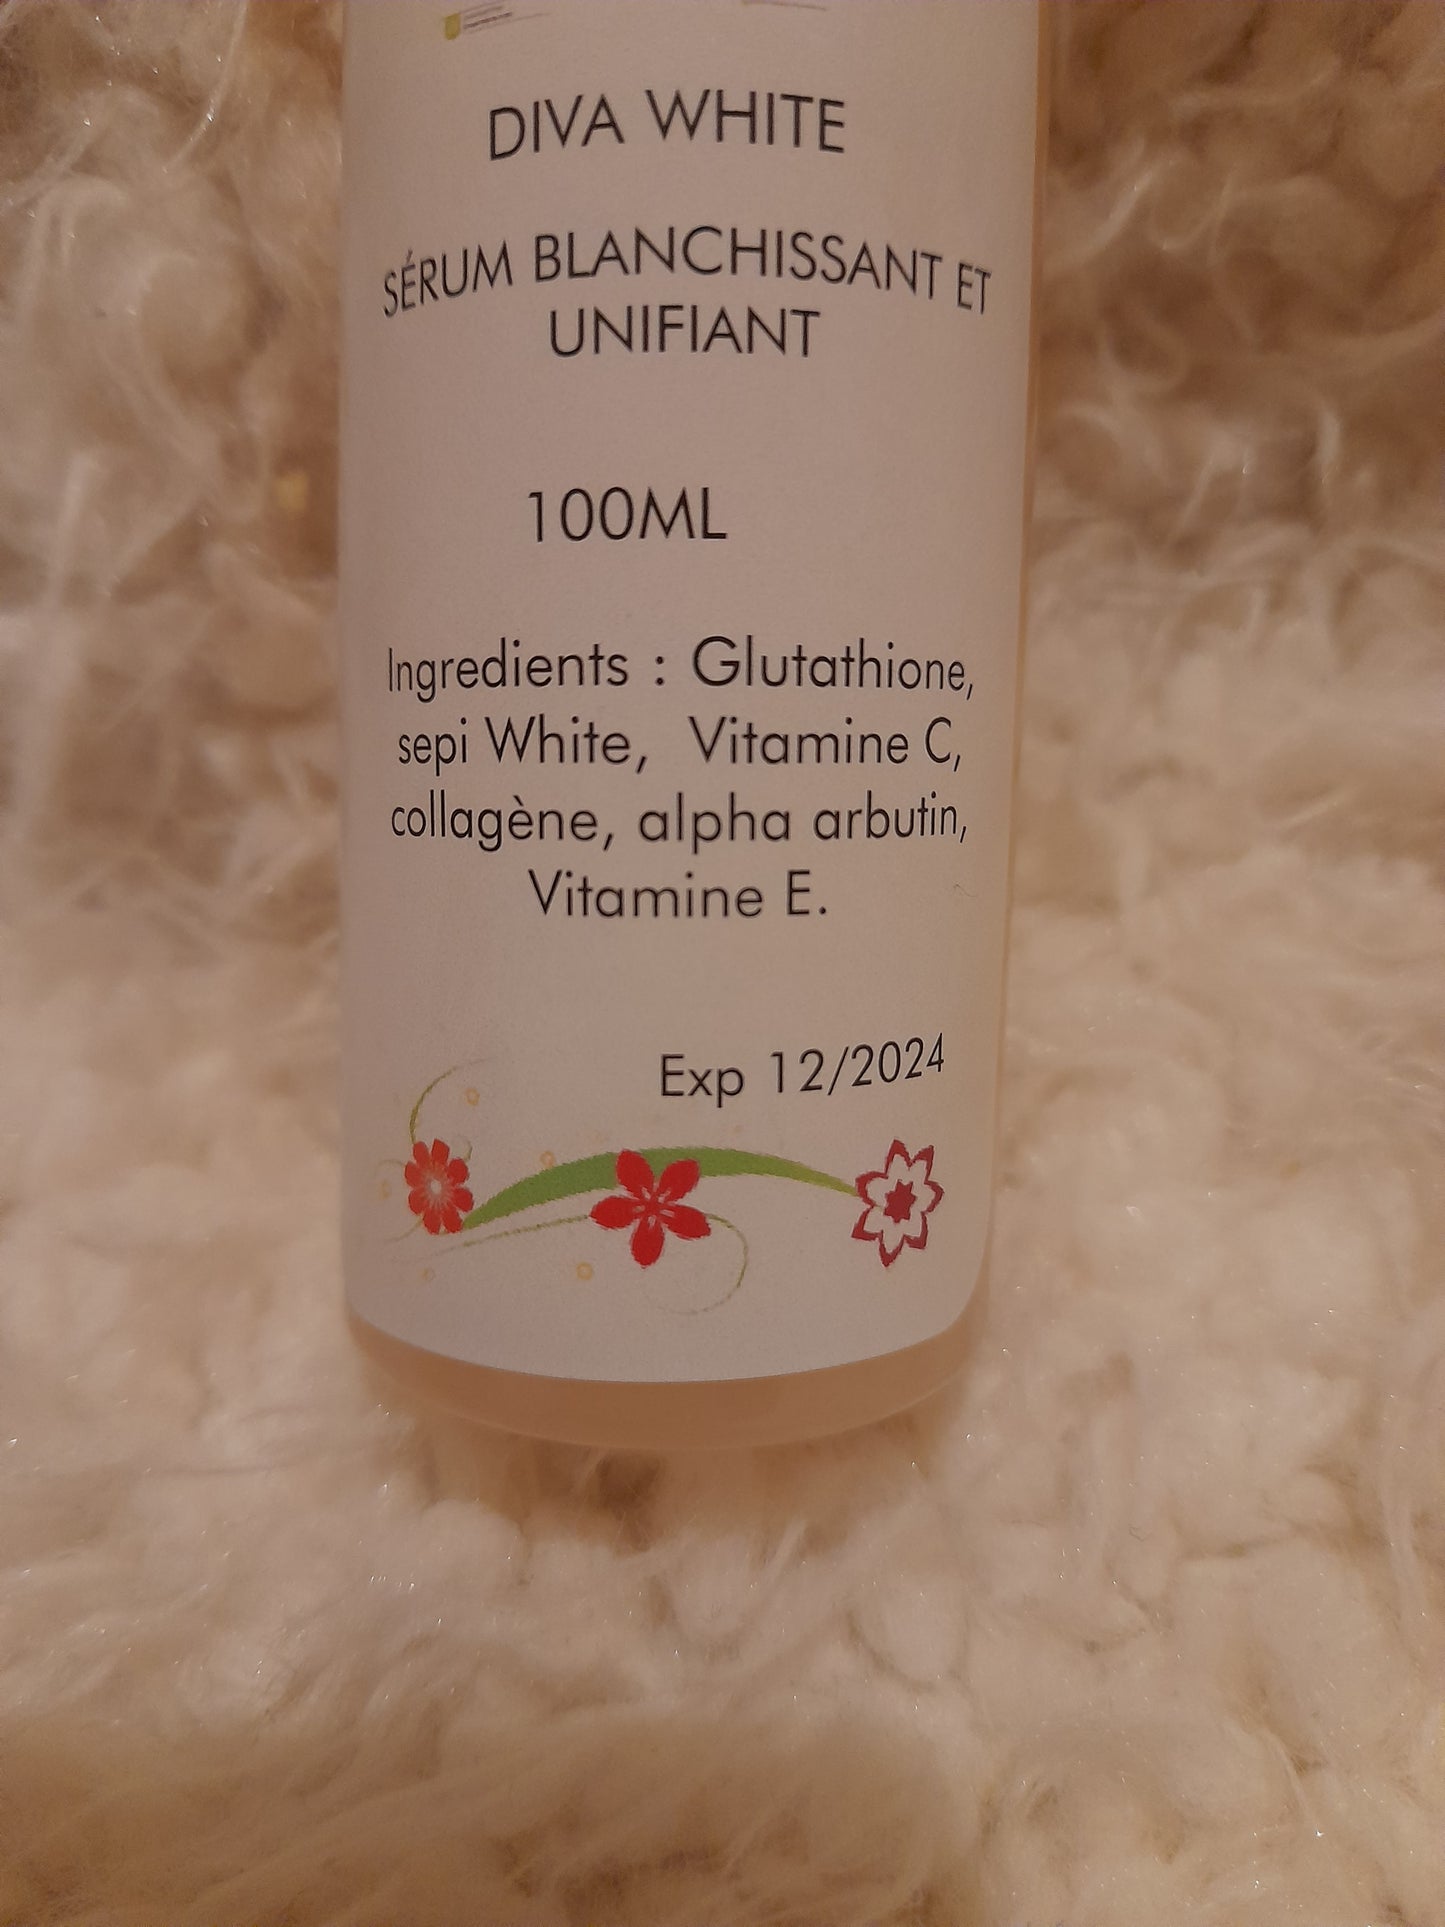 DIVA WHITE
SÉRUM BLANCHISSANT ET
UNIFIANT
100ML
Ingredients : Glutathione,
sepi White, Vitamine C,
collagène, alpha arbutin,
Vitamine E.
Exp 12/2024